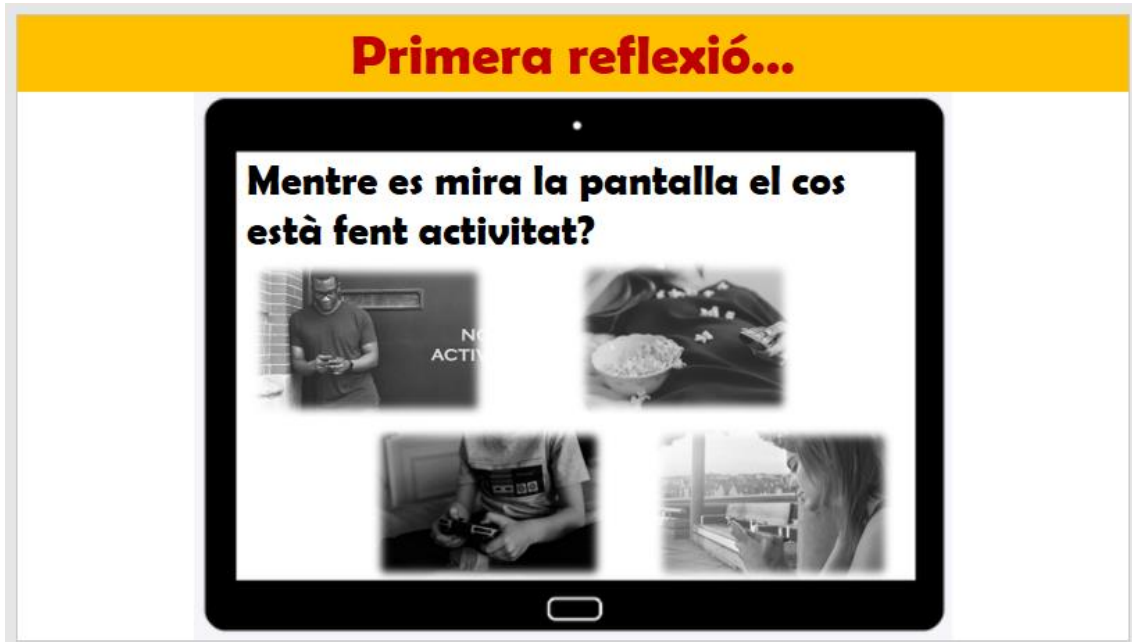 Primera reflexió...
Mentre es mira la pantalla el cos
està fent activitat?